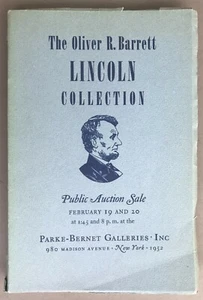 The Oliver R. Barrett
LINCOLN
COLLECTION
Public Auction Sale
FEBRUARY 19 AND 20
at 1:45 and 8 p. m. at the
PARKE-BERNET GALLERIES · INC
980 MADISON AVENUE · New York · 1952